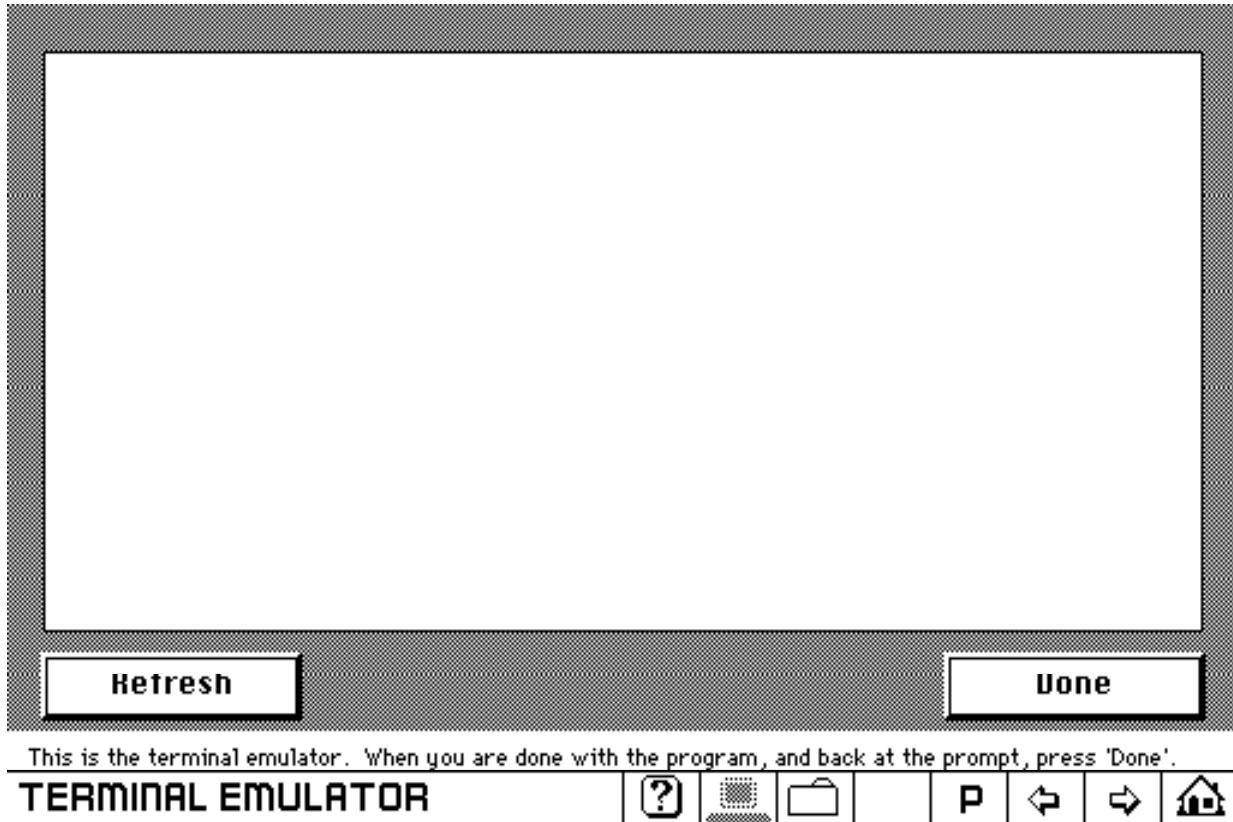 Refresh
Done
This is the terminal emulator. When you are done with the program, and back at the prompt, press 'Done'.
TERMINAL EMULATOR
?
P